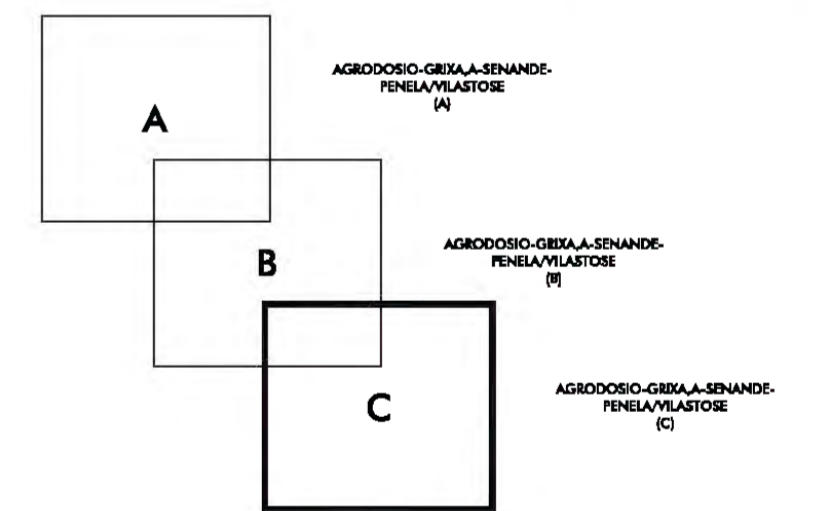 A
AGRODOSIO-GRIXA,A-SENANDE-
PENELA/VILASTOSE
(A)
B
AGRODOSIO-GRIXA,A-SENANDE-
PENELA/VILASTOSE
(B)
C
AGRODOSIO-GRIXA,A-SENANDE-
PENELA/VILASTOSE
(C)